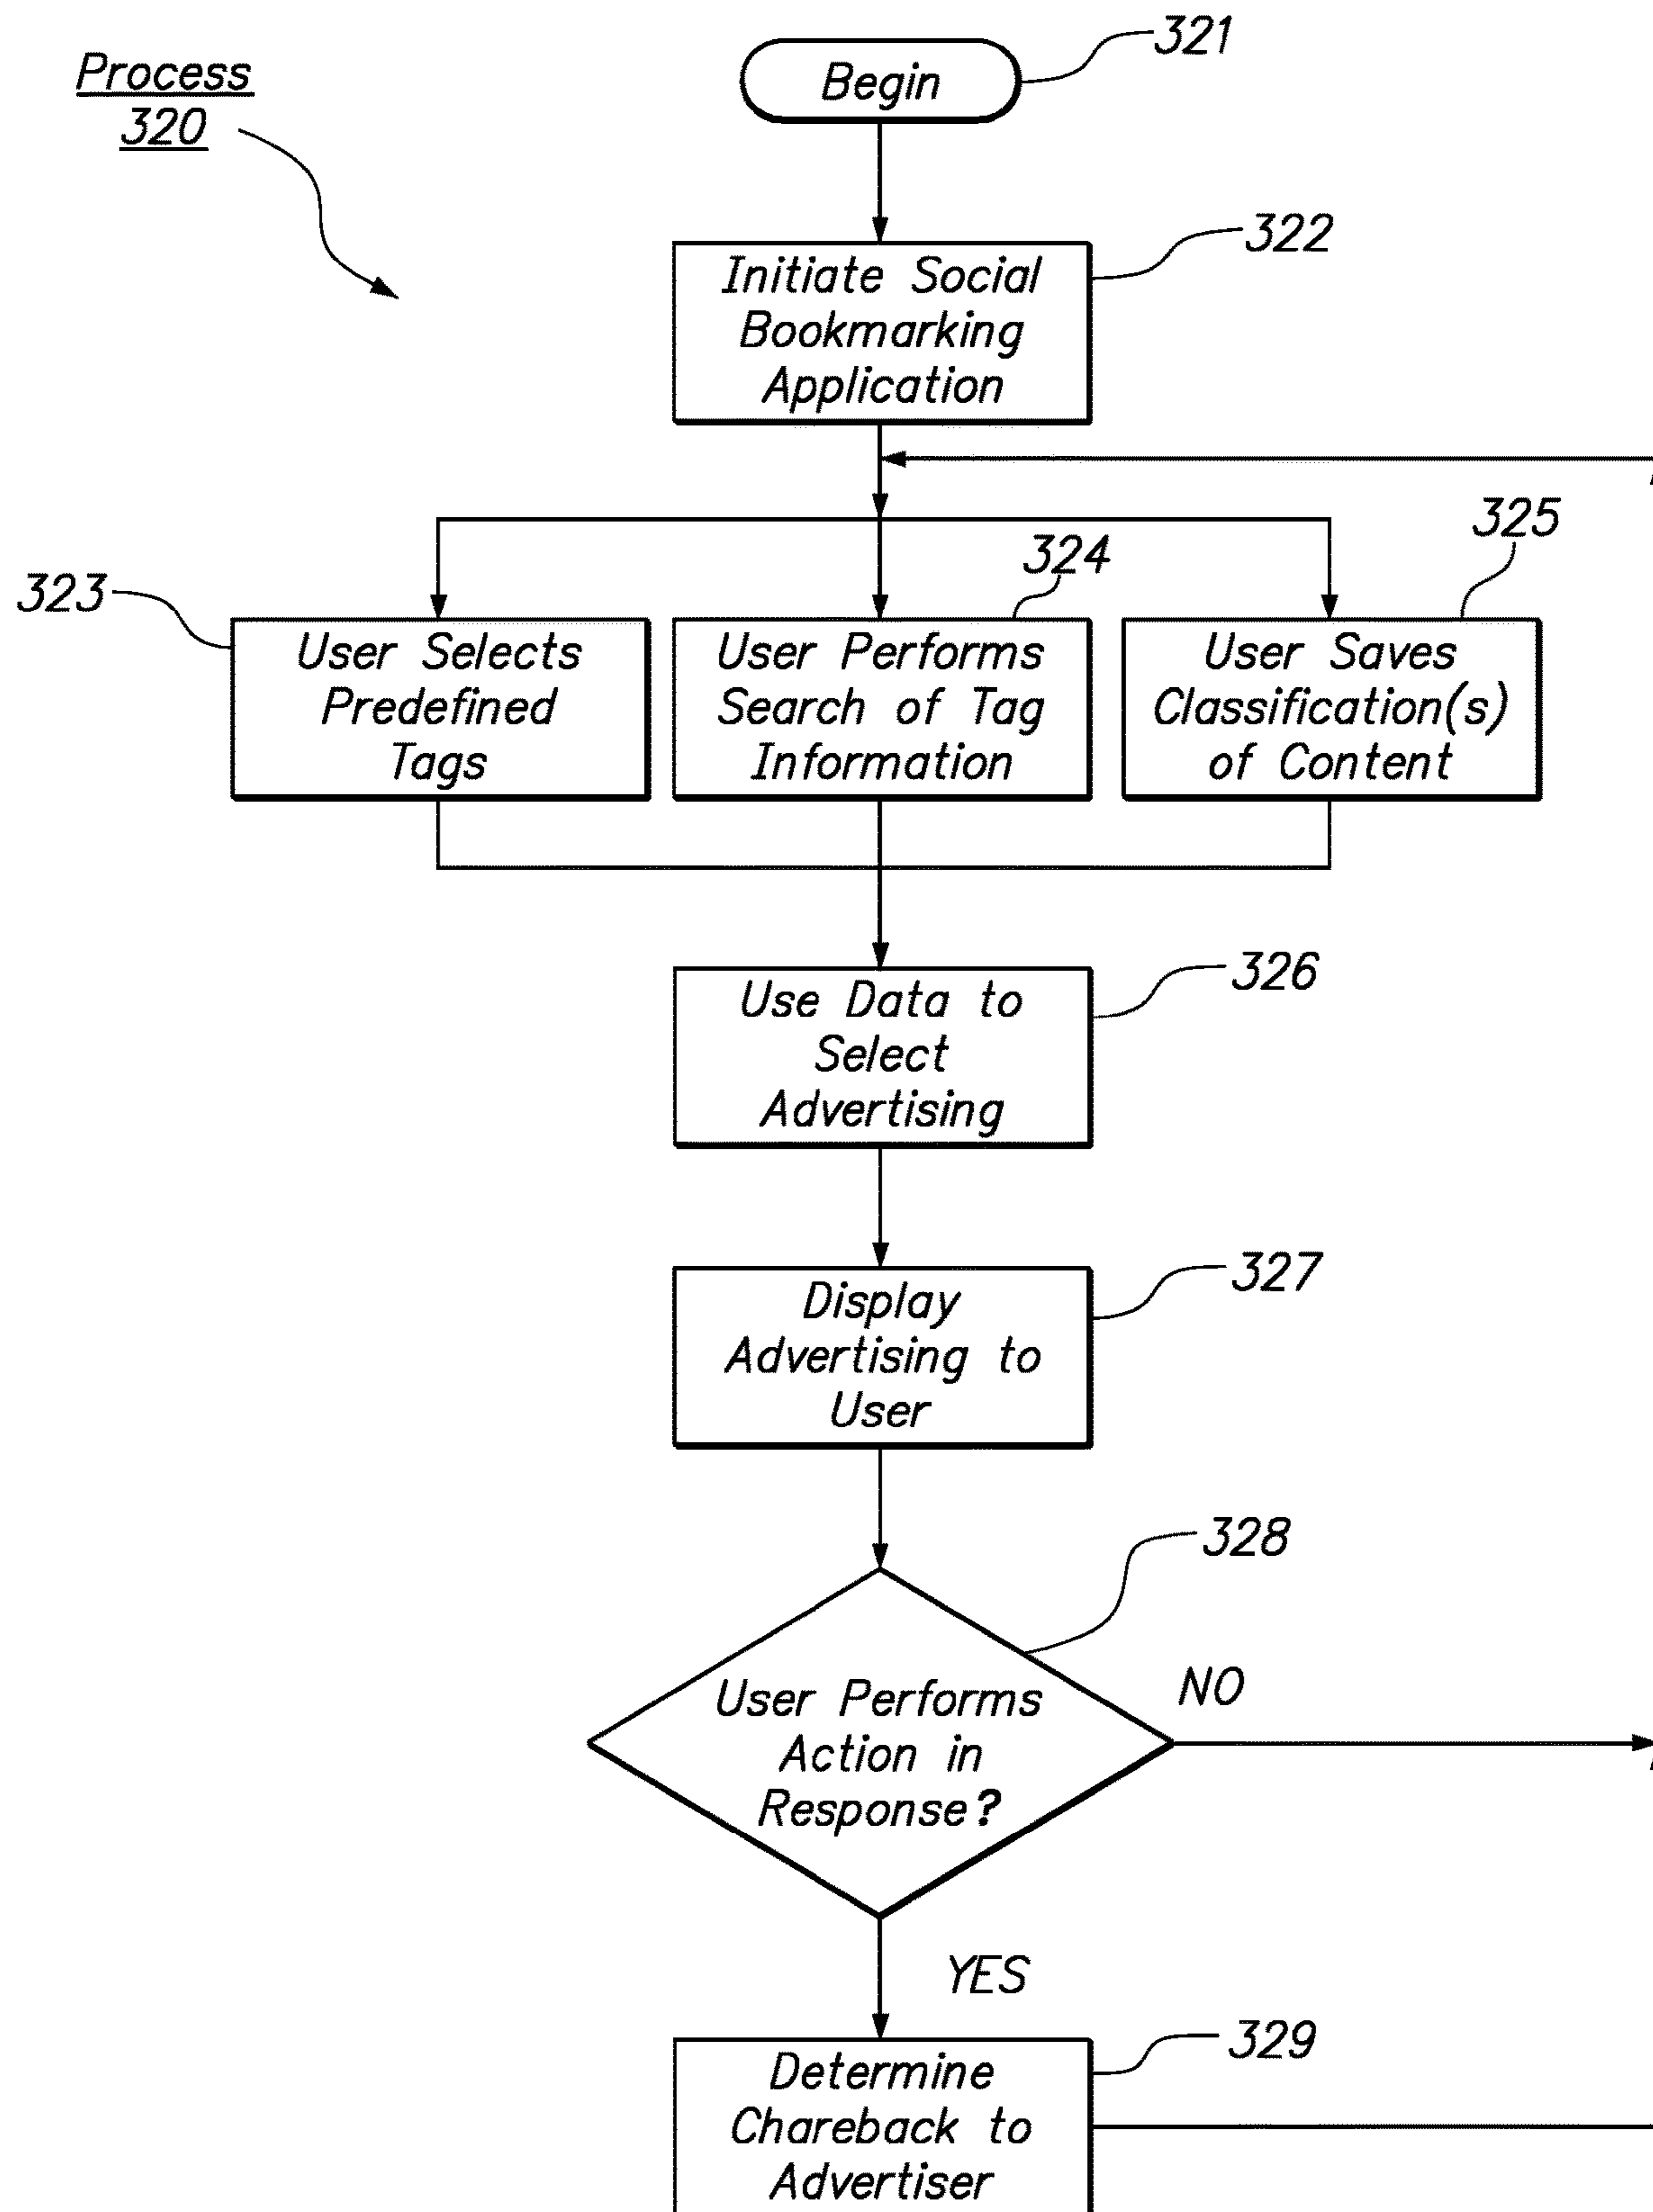 Process
320
Begin
321
Initiate Social
Bookmarking
Application
322
323
324
325
User Selects
Predefined
Tags
User Performs
Search of Tag
Information
User Saves
Classification(s)
of Content
Use Data to
Select
Advertising
326
Display
Advertising to
User
327
328
User Performs
Action in
Response?
NO
YES
Determine
Chareback to
Advertiser
329